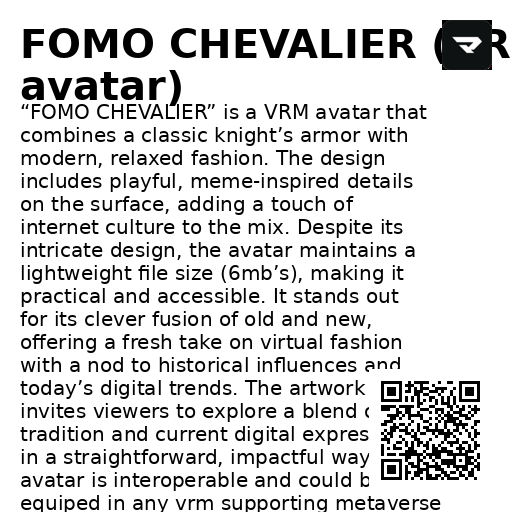 FOMO CHEVALIER ( R
avatar)
“FOMO CHEVALIER” is a VRM avatar that
combines a classic knight’s armor with
modern, relaxed fashion. The design
includes playful, meme-inspired details
on the surface, adding a touch of
internet culture to the mix. Despite its
intricate design, the avatar maintains a
lightweight file size (6mb’s), making it
practical and accessible. It stands out
for its clever fusion of old and new,
offering a fresh take on virtual fashion
with a nod to historical influences and
today’s digital trends. The artwork
invites viewers to explore a blend
tradition and current digital expres
in a straightforward, impactful way
avatar is interoperable and could b
equiped in any vrm supporting metaverse